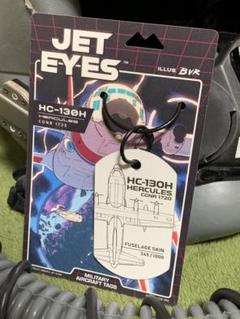 JET
EYES™
ILLUS. BVR
HC-130H
HERCULES
CGNR 1720
HC-130H
HERCULES
CGNR 1720
FUSELAGE SKIN
345/1000
MILITARY
AIRCRAFT TAGS